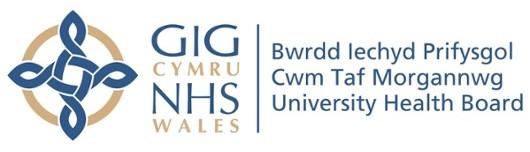 GIG
CYMRU
NHS
WALES
Bwrdd Iechyd Prifysgol
Cwm Taf Morgannwg
University Health Board